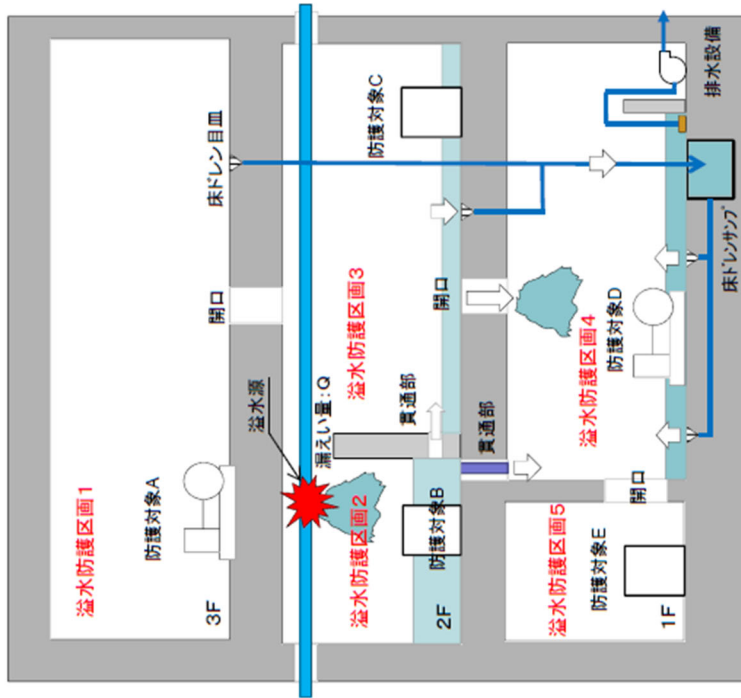 溢水防護区画1
防護対象A
3F
開口
床ドレン目皿
溢水源
漏えい量:Q
溢水防護区画2
防護対象B
2F
貫通部
溢水防護区画3
開口
防護対象C
貫通部
溢水防護区画4
防護対象D
開口
溢水防護区画5
防護対象E
1F
排水設備
床ドレンサンプ